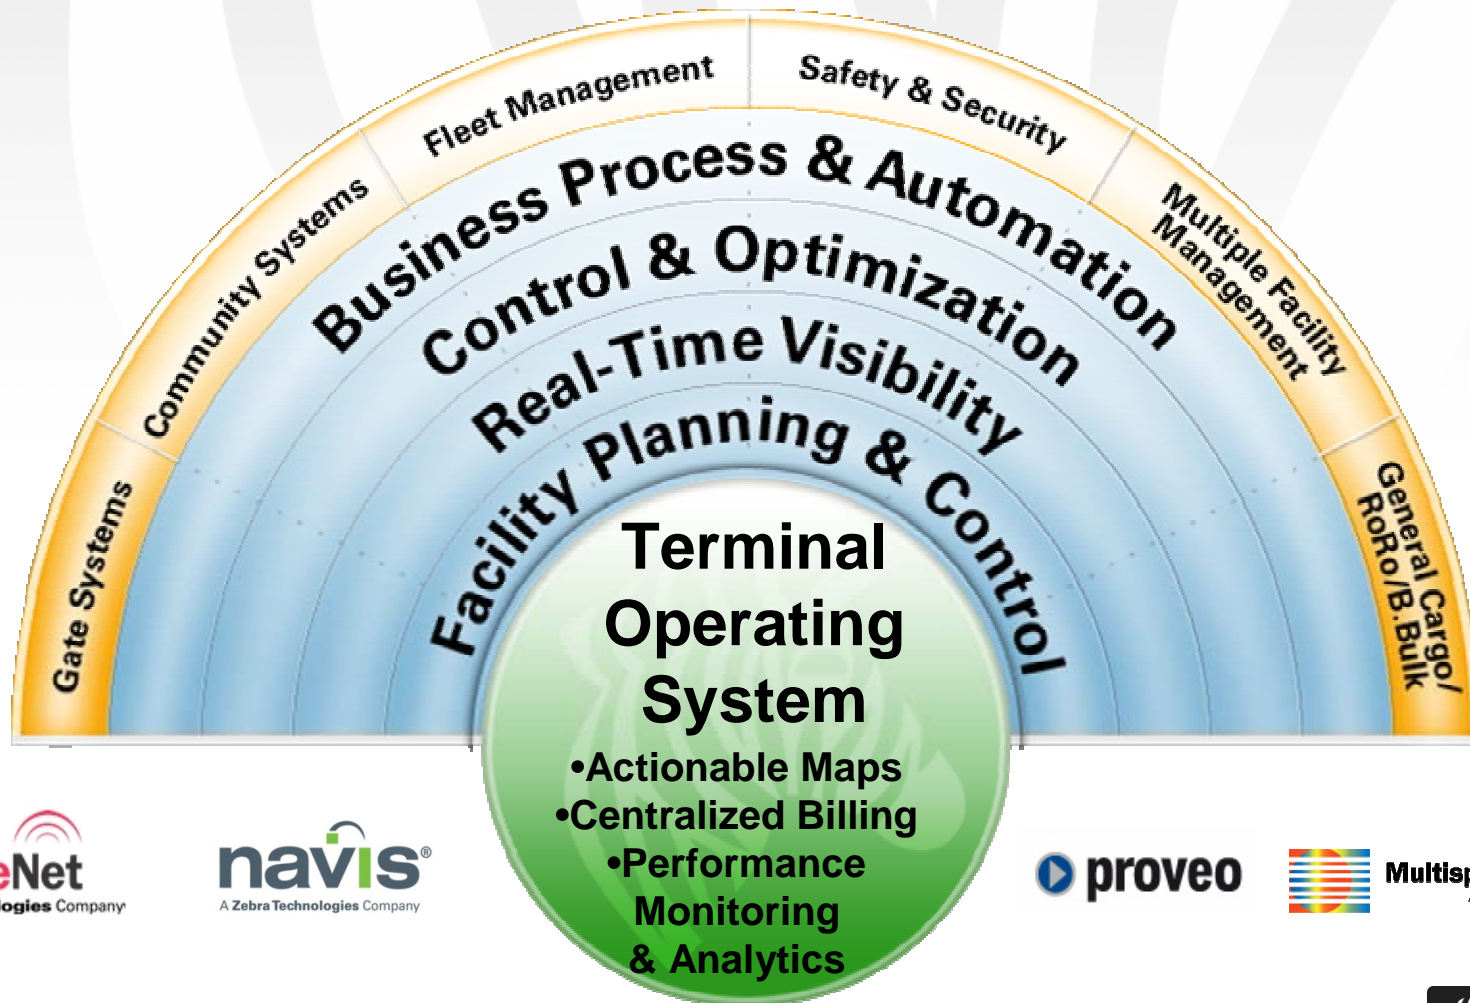 Gate Systems
Community Systems
Fleet Management
Safety & Security
Multiple Facility
Management
General Cargo/
RoRo/B.Bulk
Business Process & Automation
Control & Optimization
Real-Time Visibility
Facility Planning & Control
Terminal
Operating
System
•Actionable Maps
•Centralized Billing
•Performance
Monitoring
& Analytics
eNet
ogies Company
navis®
A Zebra Technologies Company
proveo
Multisp